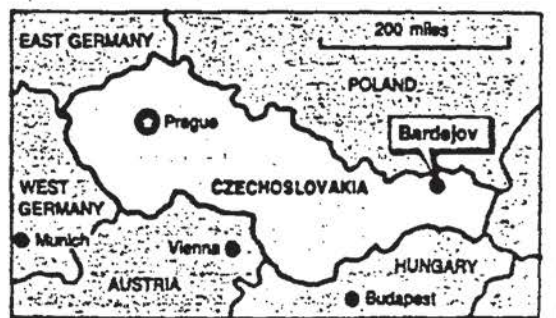 EAST GERMANY
200 miles
POLAND
Prague
Bardejov
WEST
GERMANY
CZECHOSLOVAKIA
Munich
Vienna
AUSTRIA
HUNGARY
Budapest